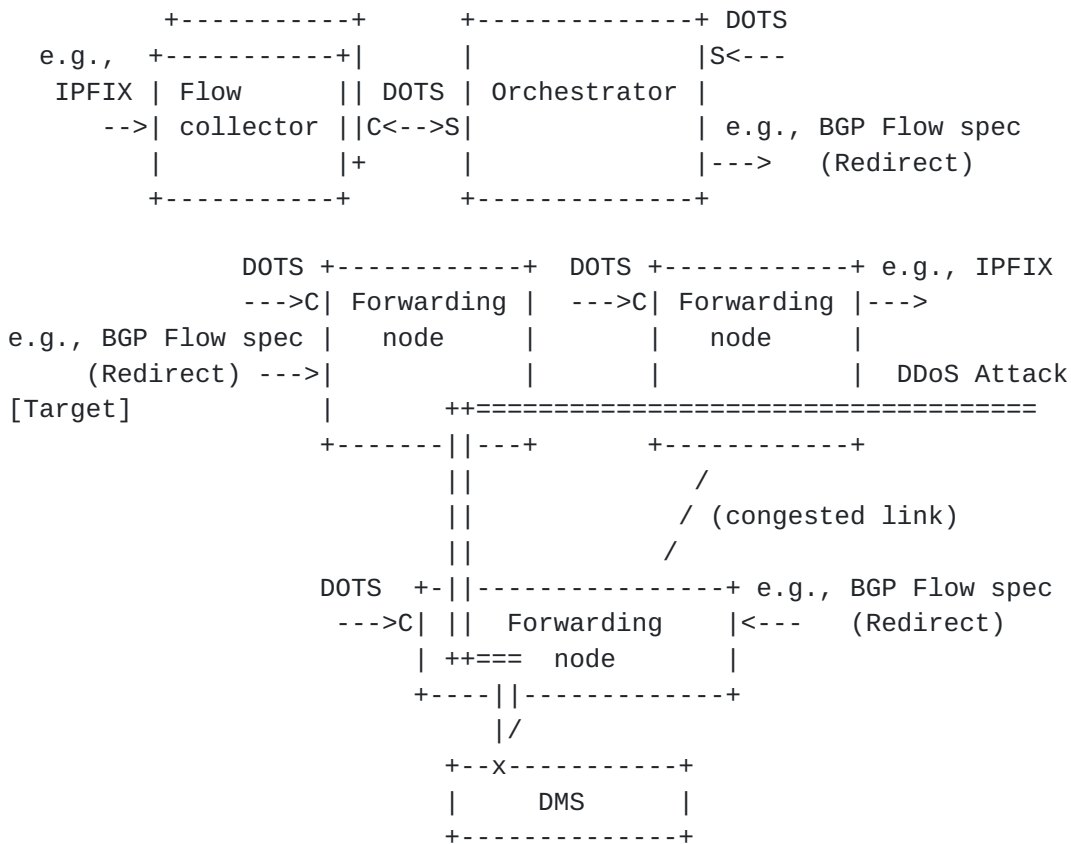 +-----------+      +--------------+ DOTS
  e.g.,  +-----------+|      |              |S<---
   IPFIX | Flow      || DOTS | Orchestrator |
      -->| collector ||C<-->S|              | e.g., BGP Flow spec
         |           |+      |              |--->   (Redirect)
         +-----------+       +--------------+

               DOTS +------------+  DOTS +------------+ e.g., IPFIX
               --->C| Forwarding |  --->C| Forwarding |--->
e.g., BGP Flow spec |   node     |       |   node     |
     (Redirect) --->|            |       |            |  DDoS Attack
[Target]            |       ++====================================
                    +-------||---+       +------------+
                            ||              /
                            ||             / (congested link)
                            ||            /
                    DOTS  +-||----------------+ e.g., BGP Flow spec
                     --->C| ||  Forwarding    |<---   (Redirect)
                          | ++===  node       |
                          +----||-------------+
                               |/
                            +--x-----------+
                            |     DMS      |
                            +--------------+